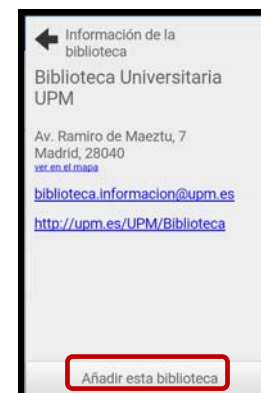 Información de la
biblioteca
Biblioteca Universitaria
UPM
Av. Ramiro de Maeztu, 7
Madrid, 28040
ver en el mapa
biblioteca.informacion@upm.es
http://upm.es/UPM/Biblioteca
Añadir esta biblioteca